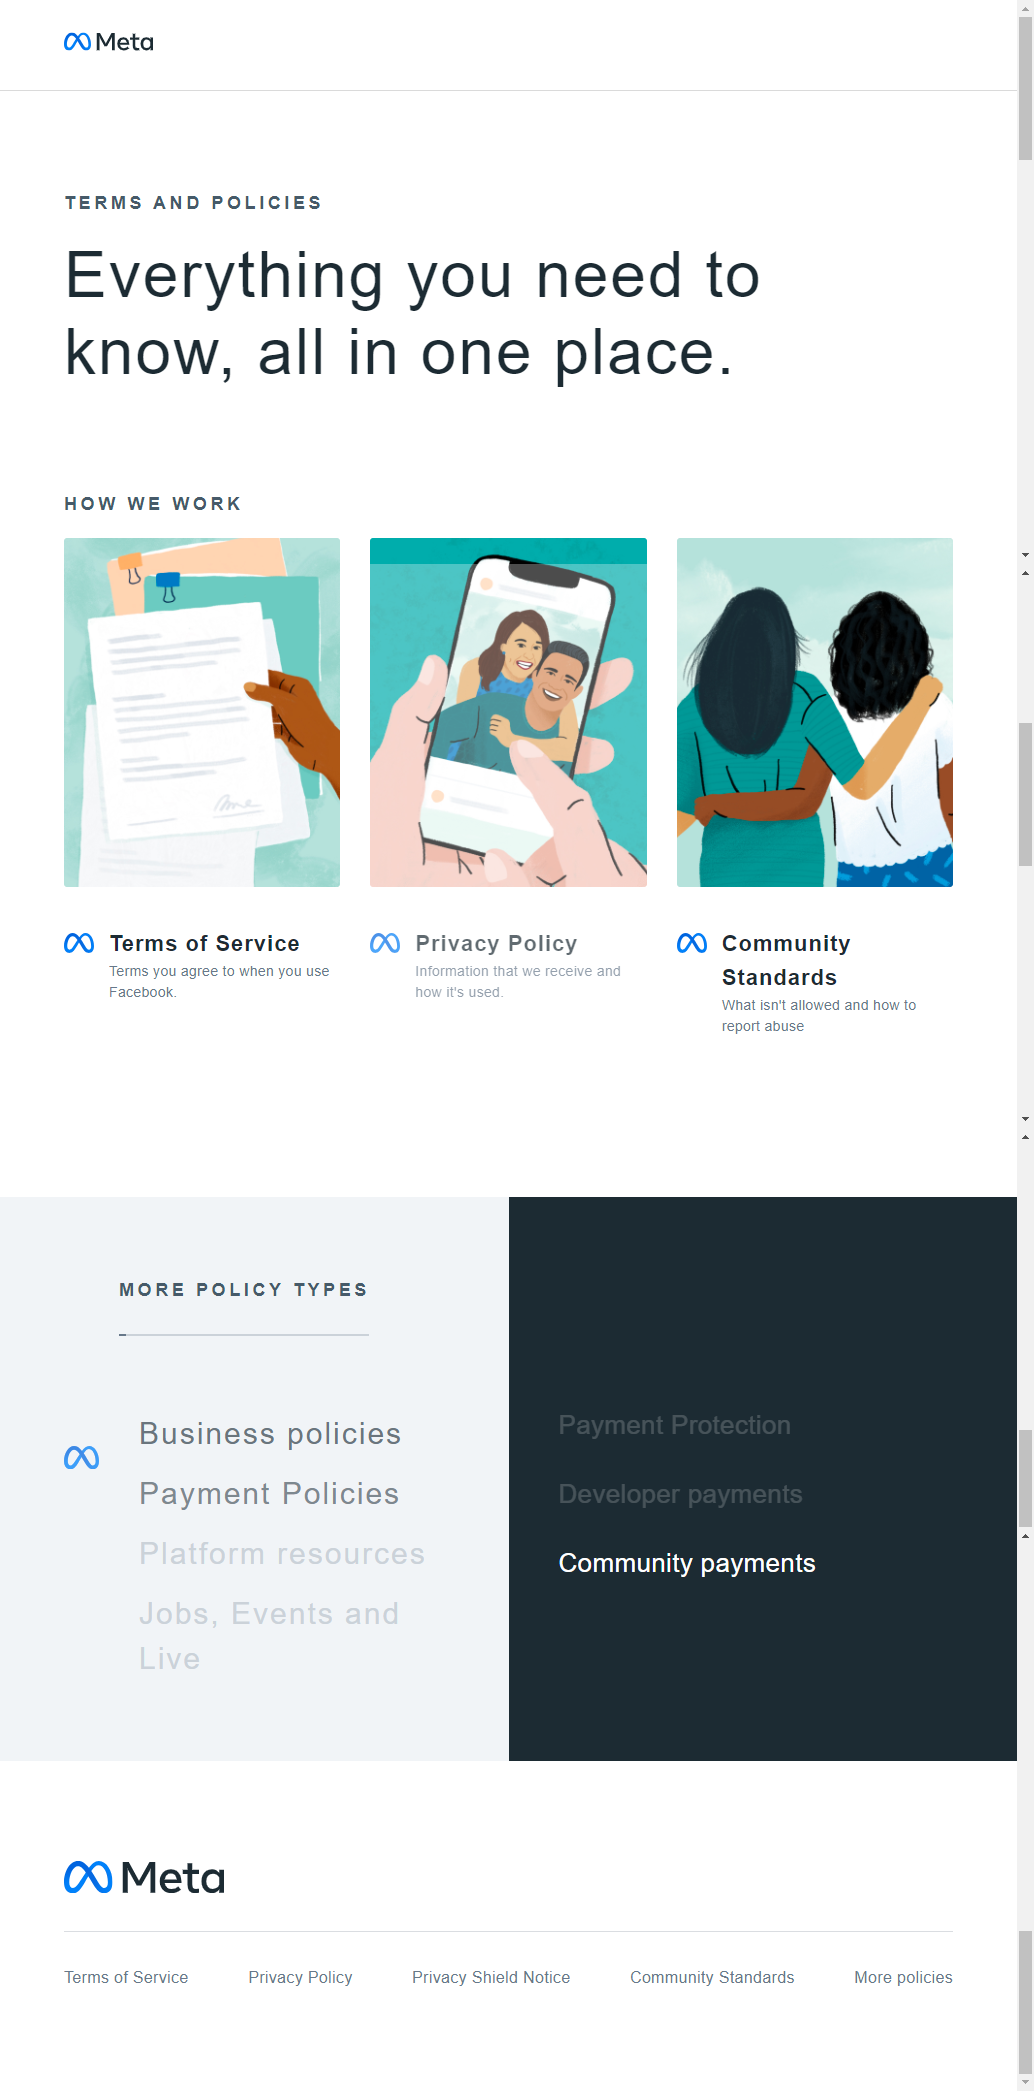 Meta
TERMS AND POLICIES
Everything you need to
know, all in one place.
HOW WE WORK
Terms of Service
Terms you agree to when you use
Facebook.
Privacy Policy
Information that we receive and
how it's used.
Community
Standards
What isn't allowed and how to
report abuse
MORE POLICY TYPES
Business policies
Payment Policies
Platform resources
Jobs, Events and
Live
Payment Protection
Developer payments
Community payments
Meta
Terms of Service
Privacy Policy
Privacy Shield Notice
Community Standards
More policies